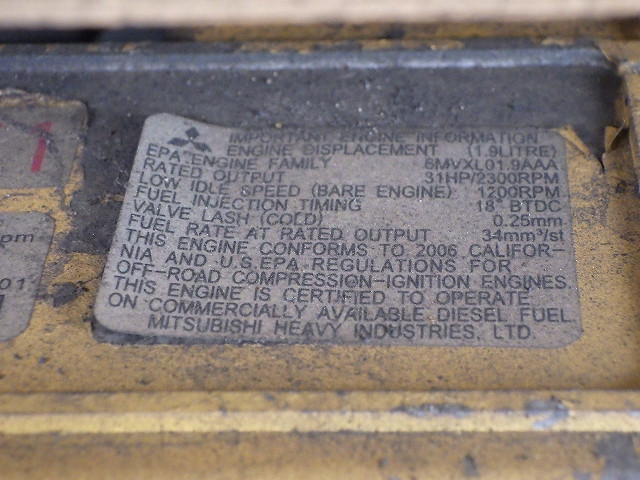 1
pm
01
IMPORTANT ENGINE INFORMATION
ENGINE DISPLACEMENT (1.9LITRE)
EPA ENGINE FAMILY 6MVXL01.9AAA
RATED OUTPUT 31HP/2300RPM
LOW IDLE SPEED (BARE ENGINE) 1200RPM
FUEL INJECTION TIMING 18° BTDC
VALVE LASH (COLD) 0.25mm
FUEL RATE AT RATED OUTPUT 34mm³/st
THIS ENGINE CONFORMS TO 2006 CALIFOR-
NIA AND U.S.EPA REGULATIONS FOR
OFF-ROAD COMPRESSION-IGNITION ENGINES.
THIS ENGINE IS CERTIFIED TO OPERATE
ON COMMERCIALLY AVAILABLE DIESEL FUEL.
MITSUBISHI HEAVY INDUSTRIES, LTD.